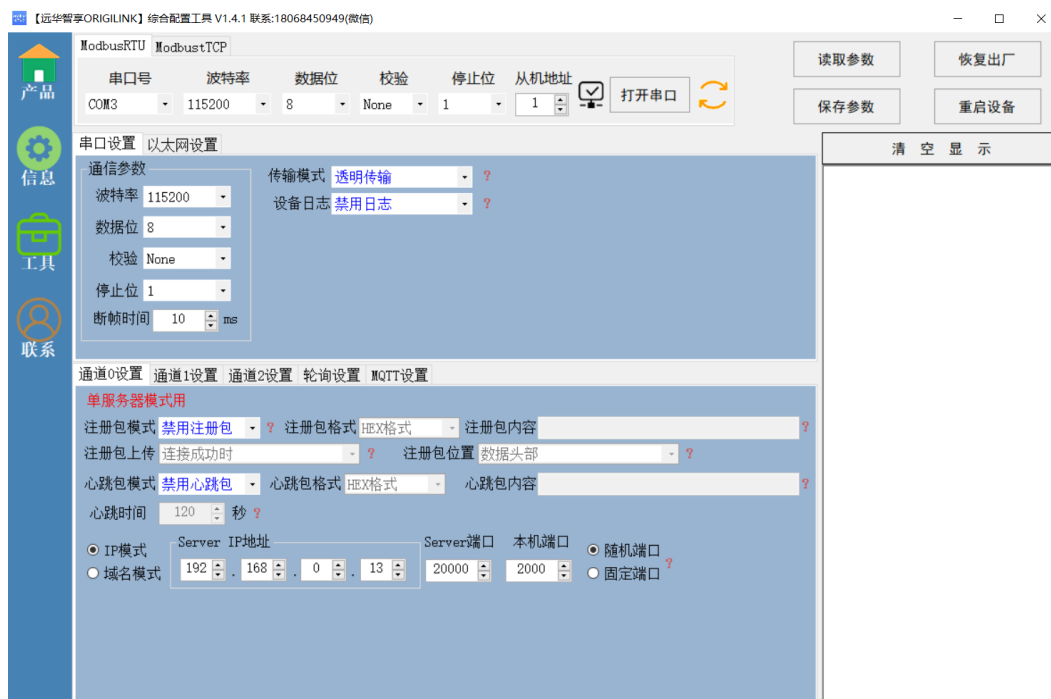 【远华智享ORIGILINK】综合配置工具 V1.4.1 联系:18068450949(微信)
产品
信息
工具
联系
ModbusRTU ModbustTCP
串口号 波特率 数据位 校验 停止位 从机地址
COM3 115200 8 None 1 1 打开串口
读取参数 恢复出厂
保存参数 重启设备
清 空 显 示
串口设置 以太网设置
通信参数
波特率 115200
数据位 8
校验 None
停止位 1
断帧时间 10 ms
传输模式 透明传输 ?
设备日志 禁用日志 ?
通道0设置 通道1设置 通道2设置 轮询设置 MQTT设置
单服务器模式用
注册包模式 禁用注册包 ? 注册包格式 HEX格式 注册包内容 ?
注册包上传 连接成功时 ? 注册包位置 数据头部 ?
心跳包模式 禁用心跳包 心跳包格式 HEX格式 心跳包内容 ?
心跳时间 120 秒 ?
IP模式 Server IP地址 Server端口 本机端口 随机端口
域名模式 192 . 168 . 0 . 13 20000 2000 固定端口 ?